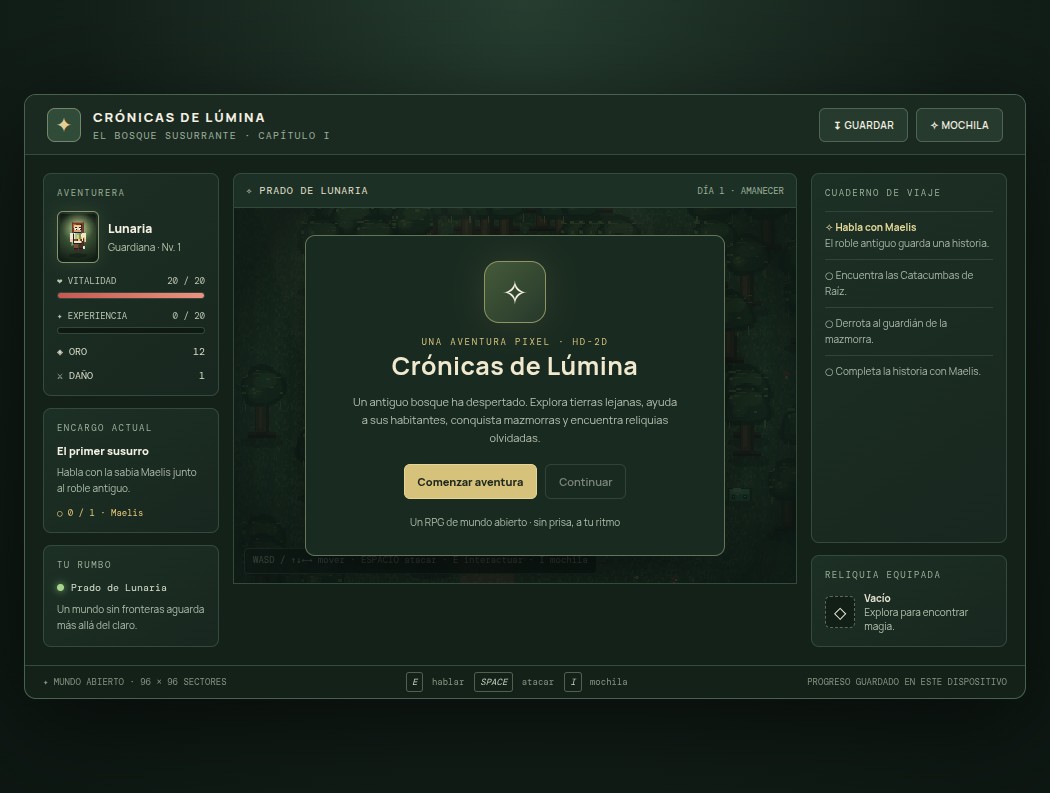 CRÓNICAS DE LÚMINA
EL BOSQUE SUSURRANTE · CAPÍTULO I
GUARDAR
MOCHILA
AVENTURERA
Lunaria
Guardiana · Nv. 1
VITALIDAD 20 / 20
EXPERIENCIA 0 / 20
ORO 12
DAÑO 1
ENCARGO ACTUAL
El primer susurro
Habla con la sabia Maelis junto
al roble antiguo.
0 / 1 · Maelis
TU RUMBO
Prado de Lunaria
Un mundo sin fronteras aguarda
más allá del claro.
PRADO DE LUNARIA
DÍA 1 · AMANECER
UNA AVENTURA PIXEL · HD-2D
Crónicas de Lúmina
Un antiguo bosque ha despertado. Explora tierras lejanas, ayuda
a sus habitantes, conquista mazmorras y encuentra reliquias
olvidadas.
Comenzar aventura
Continuar
Un RPG de mundo abierto · sin prisa, a tu ritmo
WASD / ↑↓←→ mover · ESPACIO atacar · E interactuar · I mochila
CUADERNO DE VIAJE
Habla con Maelis
El roble antiguo guarda una historia.
Encuentra las Catacumbas de
Raíz.
Derrota al guardián de la
mazmorra.
Completa la historia con Maelis.
RELIQUIA EQUIPADA
Vacío
Explora para encontrar
magia.
MUNDO ABIERTO · 96 × 96 SECTORES
E hablar SPACE atacar I mochila
PROGRESO GUARDADO EN ESTE DISPOSITIVO